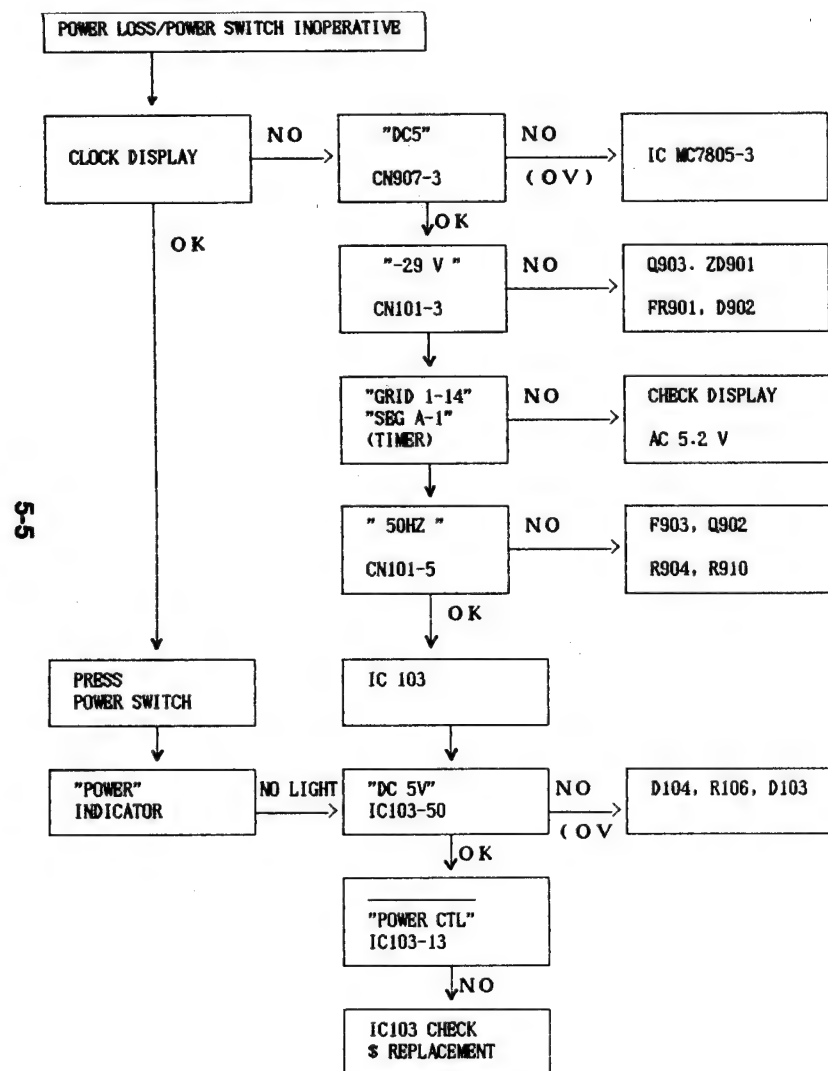 POWER LOSS/POWER SWITCH INOPERATIVE
CLOCK DISPLAY
NO
"DC5"
CN907-3
NO
(OV)
IC MC7805-3
OK
OK
"-29 V "
CN101-3
NO
Q903. ZD901
FR901, D902
"GRID 1-14"
"SEG A-1"
(TIMER)
NO
CHECK DISPLAY
AC 5.2 V
" 50HZ "
CN101-5
NO
F903, Q902
R904, R910
OK
PRESS
POWER SWITCH
IC 103
"POWER"
INDICATOR
NO LIGHT
"DC 5V"
IC103-50
NO
(OV
D104, R106, D103
OK
"POWER CTL"
IC103-13
NO
IC103 CHECK
$ REPLACEMENT
5-5